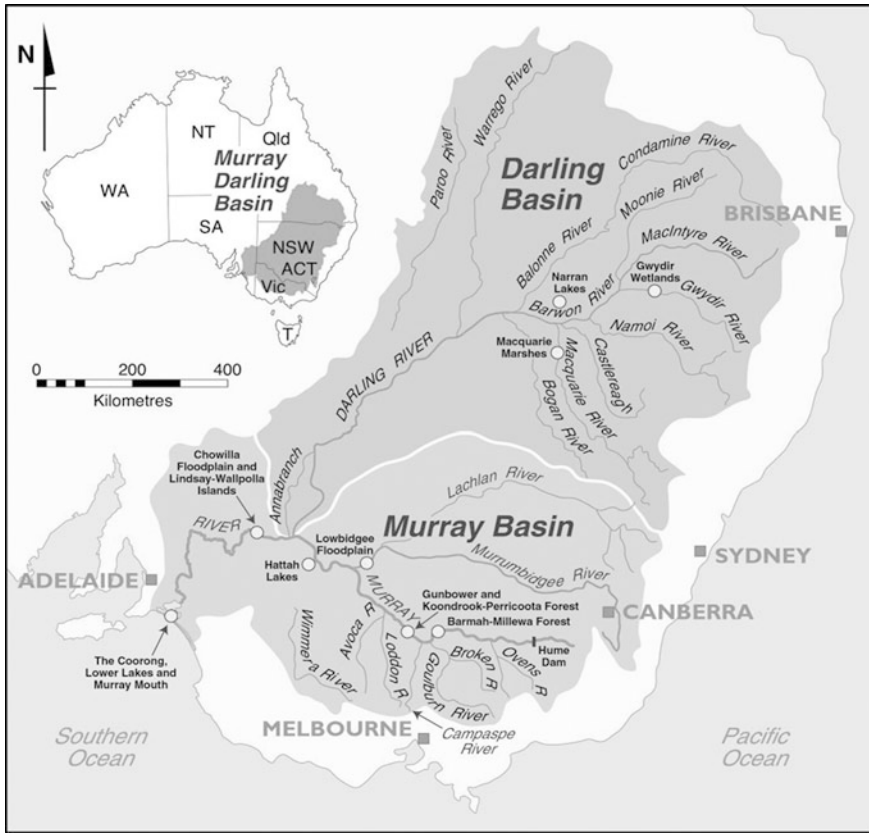 N
NT
Qld
Murray
Darling
Basin
WA
SA
NSW
ACT
Vic
T
0 200 400
Kilometres
Paroo River
Warrego River
Darling
Basin
Condamine River
Moonie River
Balonne River
MacIntyre River
BRISBANE
Narran
Lakes
Gwydir
Wetlands
Barwon River
Gwydir River
Namoi River
Macquarie
Marshes
Macquarie River
Castlereagh
Bogan River
DARLING RIVER
Annabranch
Chowilla
Floodplain and
Lindsay-Wallpolla
Islands
RIVER
Lachlan River
Murray Basin
Lowbidgee
Floodplain
Hattah
Lakes
Murrumbidgee River
MURRAY
SYDNEY
ADELAIDE
CANBERRA
Gunbower and
Koondrook-Perricoota Forest
Barmah-Millewa Forest
Hume
Dam
Wimmera River
Avoca R
Loddon R
Goulburn River
Broken R
Ovens R
The Coorong,
Lower Lakes and
Murray Mouth
MELBOURNE
Campaspe
River
Southern
Ocean
Pacific
Ocean